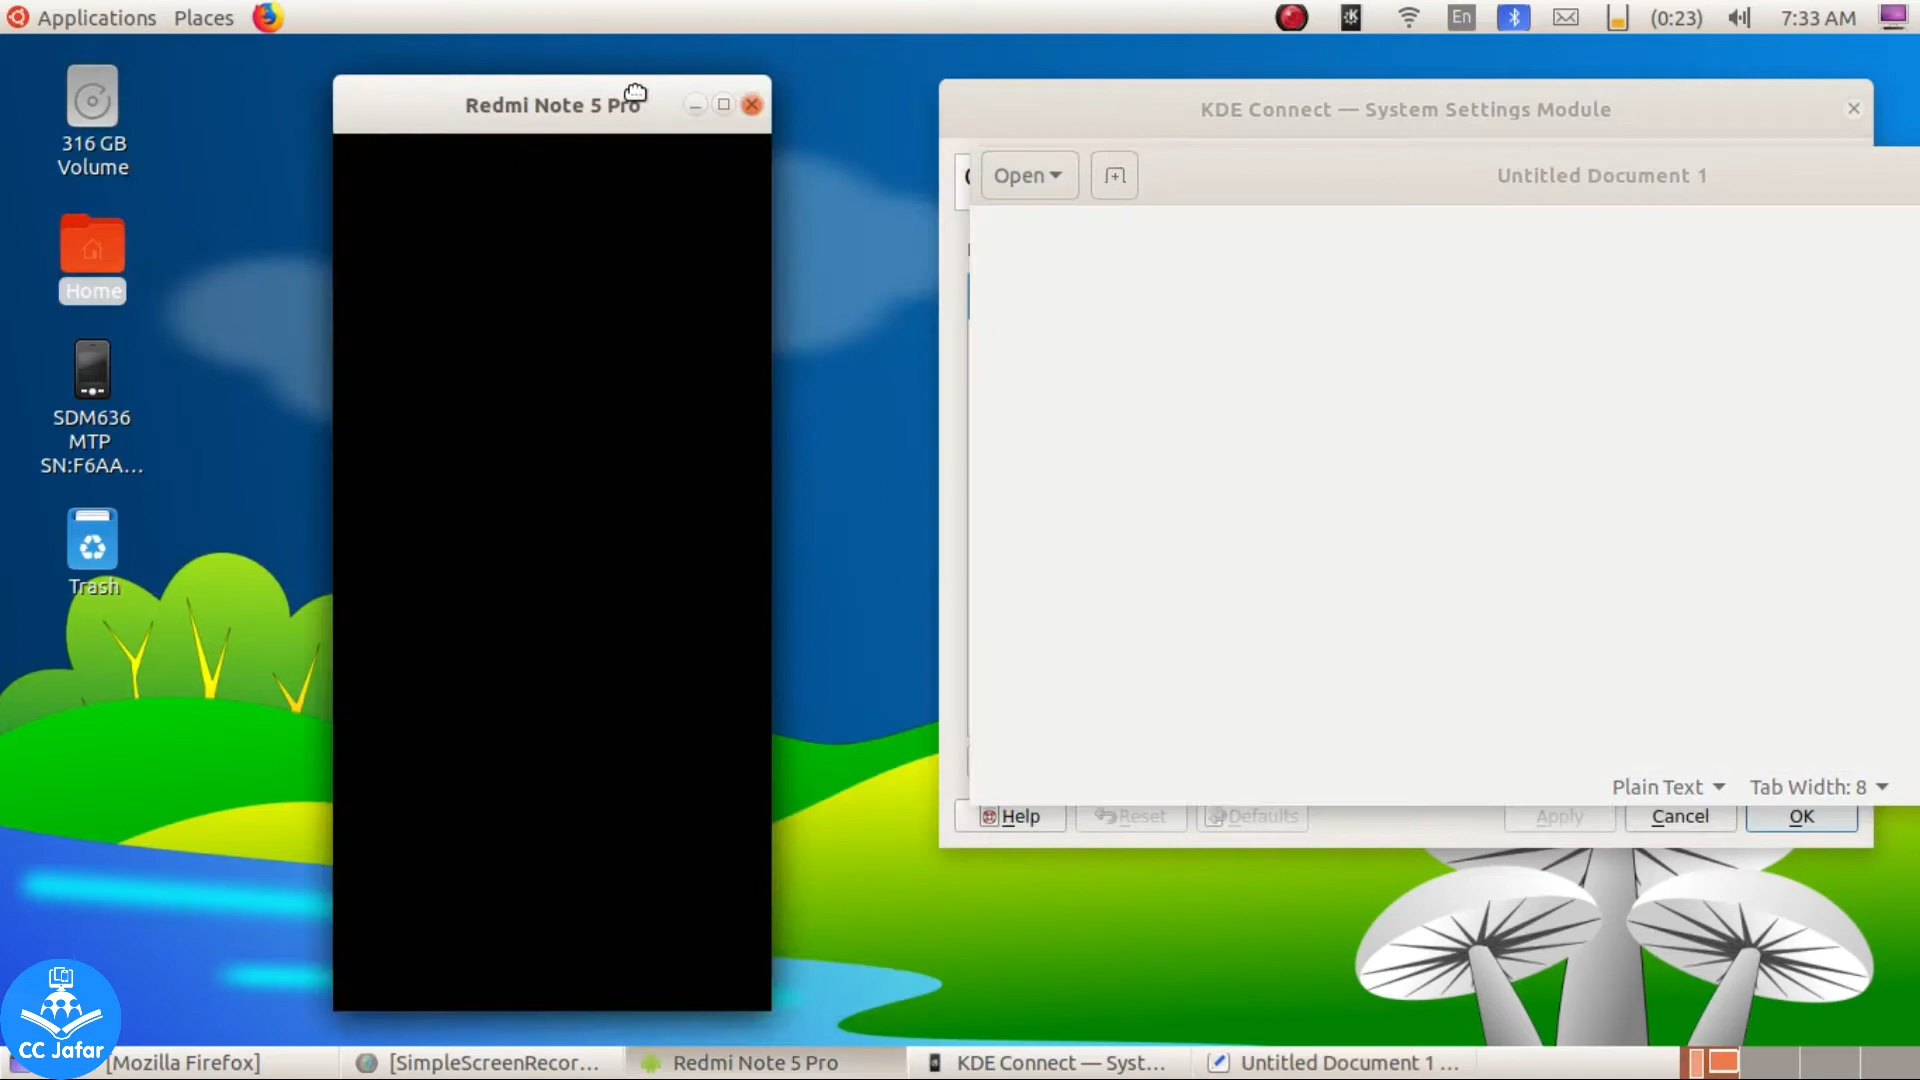 Applications Places
En
(0:23)
7:33 AM
316 GB
Volume
Home
SDM636
MTP
SN:F6AA...
Trash
Redmi Note 5 Pro
KDE Connect — System Settings Module
Open
Untitled Document 1
Plain Text
Tab Width: 8
Help
Reset
Defaults
Apply
Cancel
OK
CC Jafar
[Mozilla Firefox]
[SimpleScreenRecor...
Redmi Note 5 Pro
KDE Connect — Syst...
Untitled Document 1 ...